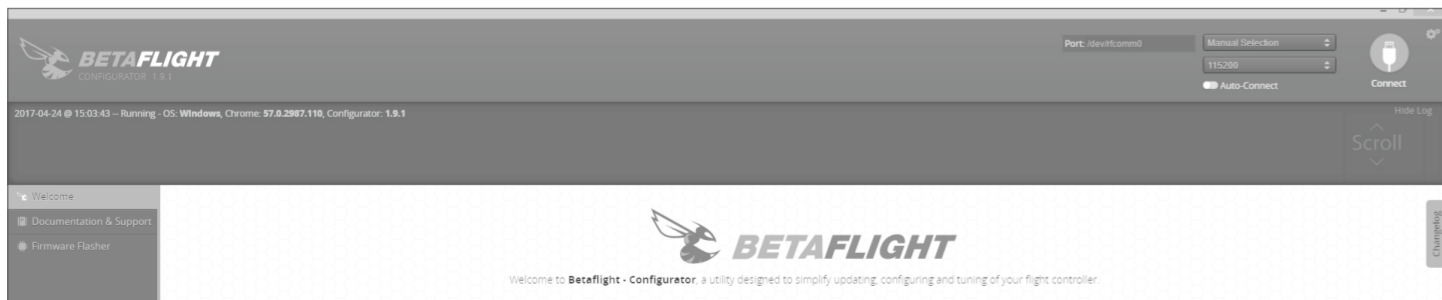 BETAFLIGHT
CONFIGURATOR 1.9.1
Port: /dev/rfcomm0
Manual Selection
115200
Auto-Connect
Connect
2017-04-24 @ 15:03:43 -- Running - OS: Windows, Chrome: 57.0.2987.110, Configurator: 1.9.1
Hide Log
Scroll
Welcome
Documentation & Support
Firmware Flasher
BETAFLIGHT
Welcome to Betaflight - Configurator, a utility designed to simplify updating, configuring and tuning of your flight controller.
Changelog